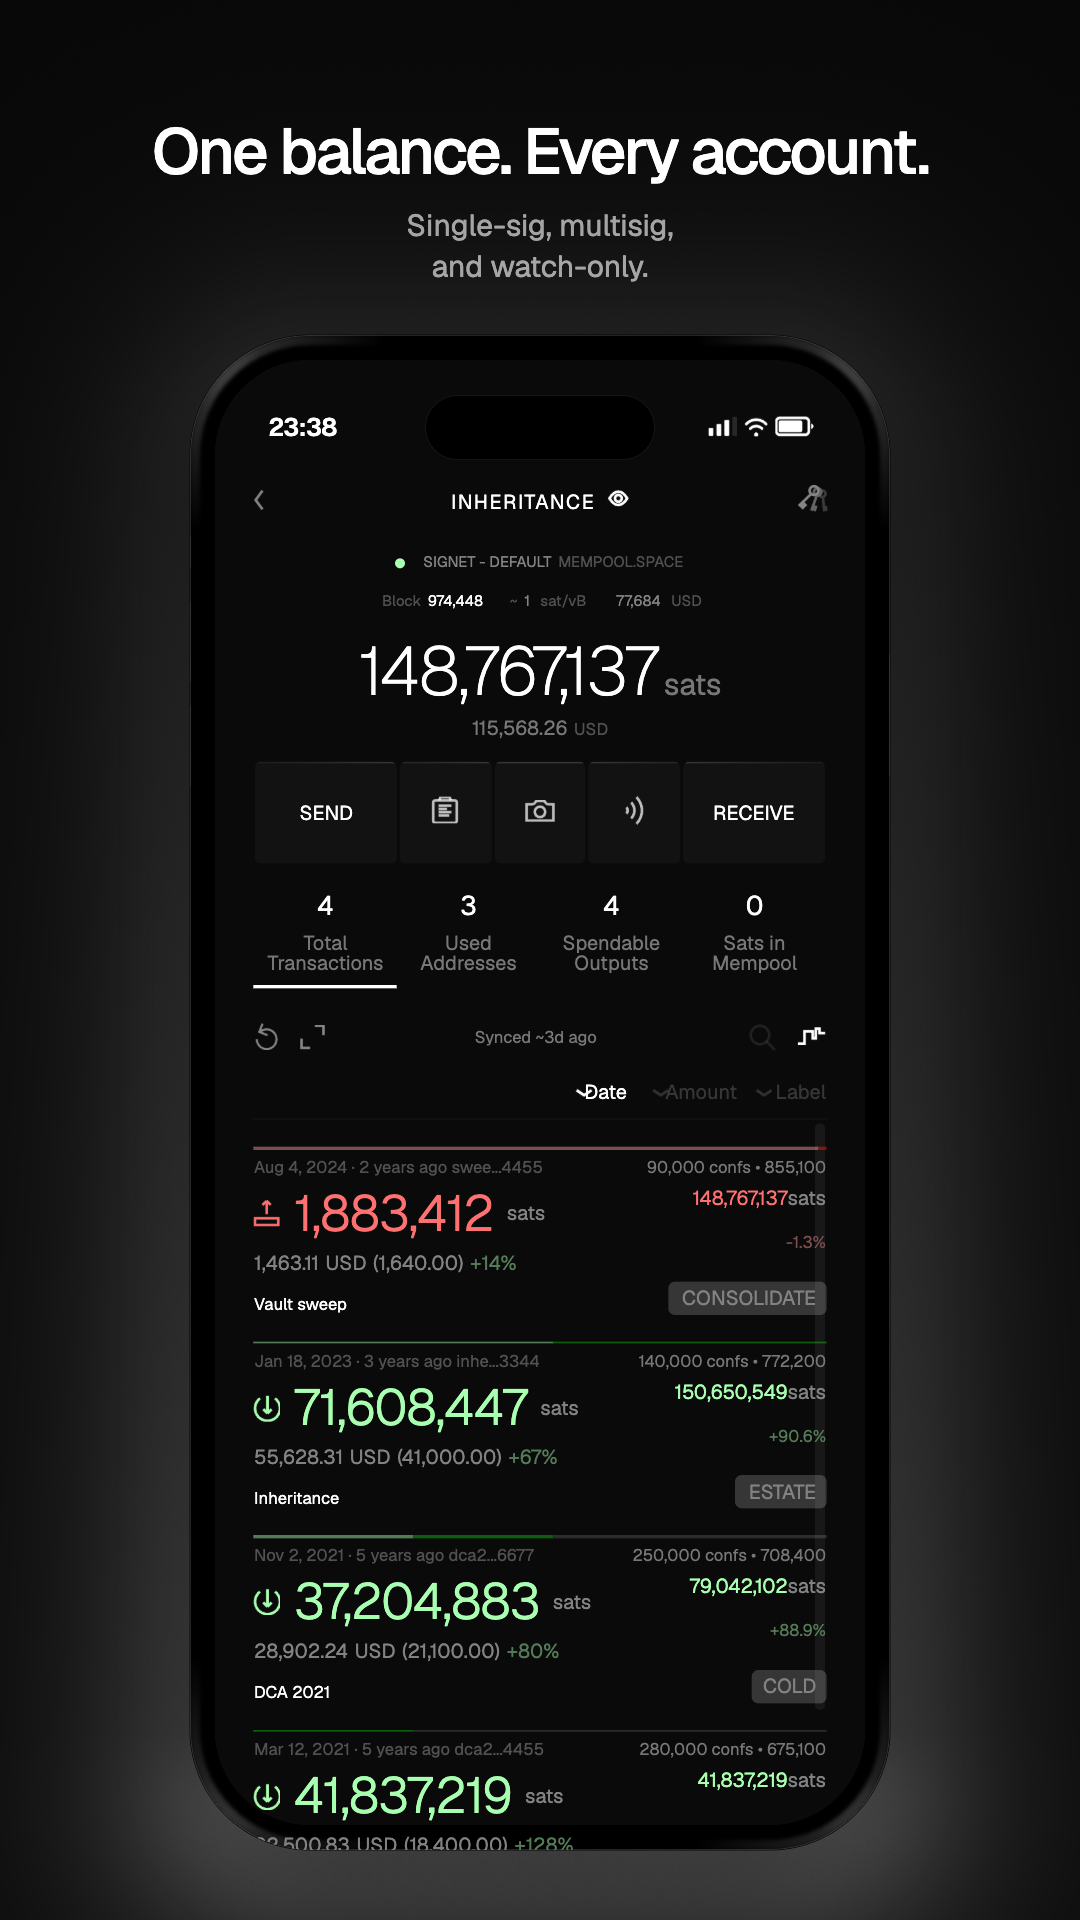 One balance. Every account.
Single-sig, multisig,
and watch-only.
23:38
INHERITANCE
SIGNET - DEFAULT MEMPOOL.SPACE
Block 974,448 ~ 1 sat/vB 77,684 USD
148,767,137 sats
115,568.26 USD
SEND RECEIVE
4 3 4 0
Total Used Spendable Sats in
Transactions Addresses Outputs Mempool
Synced ~3d ago
Date Amount Label
Aug 4, 2024 · 2 years ago swee...4455 90,000 confs • 855,100
1,883,412 sats 148,767,137sats
-1.3%
1,463.11 USD (1,640.00) +14%
Vault sweep CONSOLIDATE
Jan 18, 2023 · 3 years ago inhe...3344 140,000 confs • 772,200
71,608,447 sats 150,650,549sats
+90.6%
55,628.31 USD (41,000.00) +67%
Inheritance ESTATE
Nov 2, 2021 · 5 years ago dca2...6677 250,000 confs • 708,400
37,204,883 sats 79,042,102sats
+88.9%
28,902.24 USD (21,100.00) +80%
DCA 2021 COLD
Mar 12, 2021 · 5 years ago dca2...4455 280,000 confs • 675,100
41,837,219 sats 41,837,219sats
USD (18,400.00) +128%